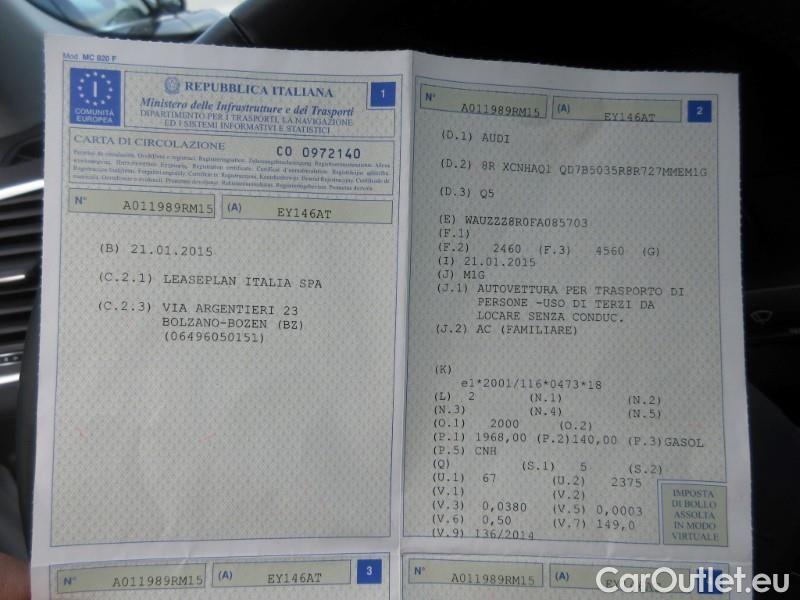 Mod. MC 820 F
I
COMUNITÀ
EUROPEA
REPUBBLICA ITALIANA
Ministero delle Infrastrutture e dei Trasporti
DIPARTIMENTO PER I TRASPORTI, LA NAVIGAZIONE
ED I SISTEMI INFORMATIVI E STATISTICI
1
CARTA DI CIRCOLAZIONE
CO 0972140
N° A011989RM15 (A) EY146AT
(B) 21.01.2015
(C.2.1) LEASEPLAN ITALIA SPA
(C.2.3) VIA ARGENTIERI 23
BOLZANO-BOZEN (BZ)
(06496050151)
N° A011989RM15 (A) EY146AT 2
(D.1) AUDI
(D.2) 8R XCNHAQ1 QD7B5035R8R727MMEM1G
(D.3) Q5
(E) WAUZZZ8R0FA085703
(F.1)
(F.2) 2460 (F.3) 4560 (G)
(I) 21.01.2015
(J) M1G
(J.1) AUTOVETTURA PER TRASPORTO DI
PERSONE -USO DI TERZI DA
LOCARE SENZA CONDUC.
(J.2) AC (FAMILIARE)
(K)
e1*2001/116*0473*18
(L) 2 (N.1) (N.2)
(N.3) (N.4) (N.5)
(O.1) 2000 (O.2)
(P.1) 1968,00 (P.2)140,00 (P.3)GASOL
(P.5) CNH
(Q) (S.1) 5 (S.2)
(U.1) 67 (U.2) 2375
(V.1) (V.2)
(V.3) 0,0380 (V.5) 0,0003
(V.6) 0,50 (V.7) 149,0
(V.9) 136/2014
IMPOSTA
DI BOLLO
ASSOLTA
IN MODO
VIRTUALE
N° A011989RM15 (A) EY146AT 3
N° A011989RM15 (A) EY146AT
CarOutlet.eu